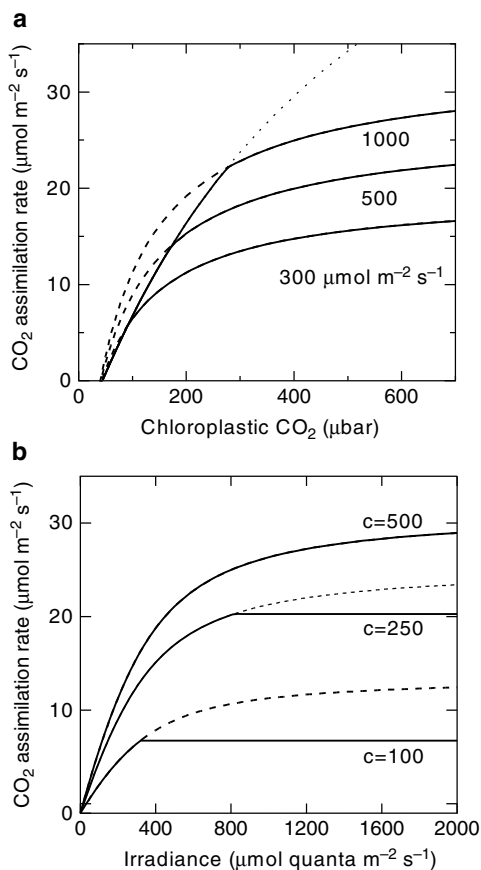 a
CO₂ assimilation rate (μmol m⁻² s⁻¹)
30
20
10
0
1000
500
300 μmol m⁻² s⁻¹
0
200
400
600
Chloroplastic CO₂ (μbar)
b
CO₂ assimilation rate (μmol m⁻² s⁻¹)
30
20
10
0
c=500
c=250
c=100
0
400
800
1200
1600
2000
Irradiance (μmol quanta m⁻² s⁻¹)